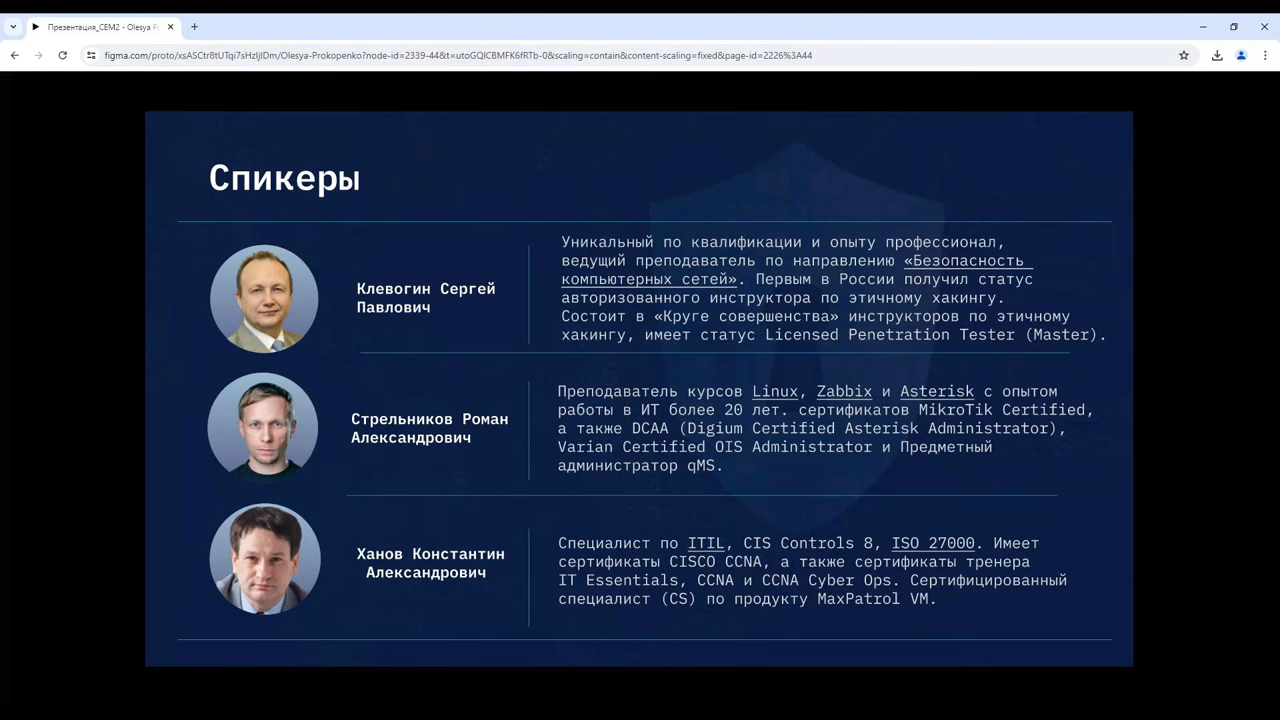 Презентация_СЕМ2 - Olesya P
figma.com/proto/xsASCtr8tUTqi7sHzIjIDm/Olesya-Prokopenko?node-id=2339-44&t=utoGQlCBMFK6fRTb-0&scaling=contain&content-scaling=fixed&page-id=2226%3A44
Спикеры
Клевогин Сергей
Павлович
Уникальный по квалификации и опыту профессионал,
ведущий преподаватель по направлению «Безопасность
компьютерных сетей». Первым в России получил статус
авторизованного инструктора по этичному хакингу.
Состоит в «Круге совершенства» инструкторов по этичному
хакингу, имеет статус Licensed Penetration Tester (Master).
Стрельников Роман
Александрович
Преподаватель курсов Linux, Zabbix и Asterisk с опытом
работы в ИТ более 20 лет. сертификатов MikroTik Certified,
а также DCAA (Digium Certified Asterisk Administrator),
Varian Certified OIS Administrator и Предметный
администратор qMS.
Ханов Константин
Александрович
Специалист по ITIL, CIS Controls 8, ISO 27000. Имеет
сертификаты CISCO CCNA, а также сертификаты тренера
IT Essentials, CCNA и CCNA Cyber Ops. Сертифицированный
специалист (CS) по продукту MaxPatrol VM.